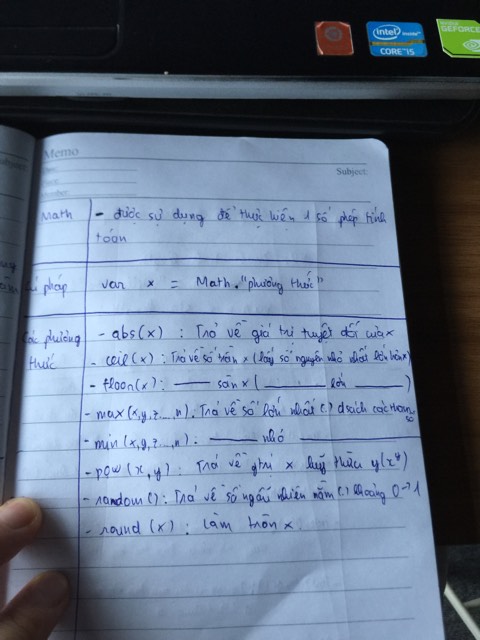 intel inside
CORE i5
GEFORCE
Memo
Subject:
Math - được sử dụng để thực hiện 1 số phép tính
toán
Cú pháp var x = Math."phương thức"
Các phương - abs(x) : Trả về giá trị tuyệt đối của x
thức - ceil(x) : Trả về số trần x (lấy số nguyên nhỏ nhất lớn hơn x)
- floor(x) : —— sàn x ( —— lớn —— )
- max(x,y,z...,n) : Trả về số lớn nhất (.) dsách các tham số
- min(x,y,z...,n) : —— nhỏ ——
- pow(x,y) : Trả về gtrị x luỹ thừa y(x^y)
- random() : Trả về số ngẫu nhiên nằm (.) khoảng 0→1
- round (x) : làm tròn x.